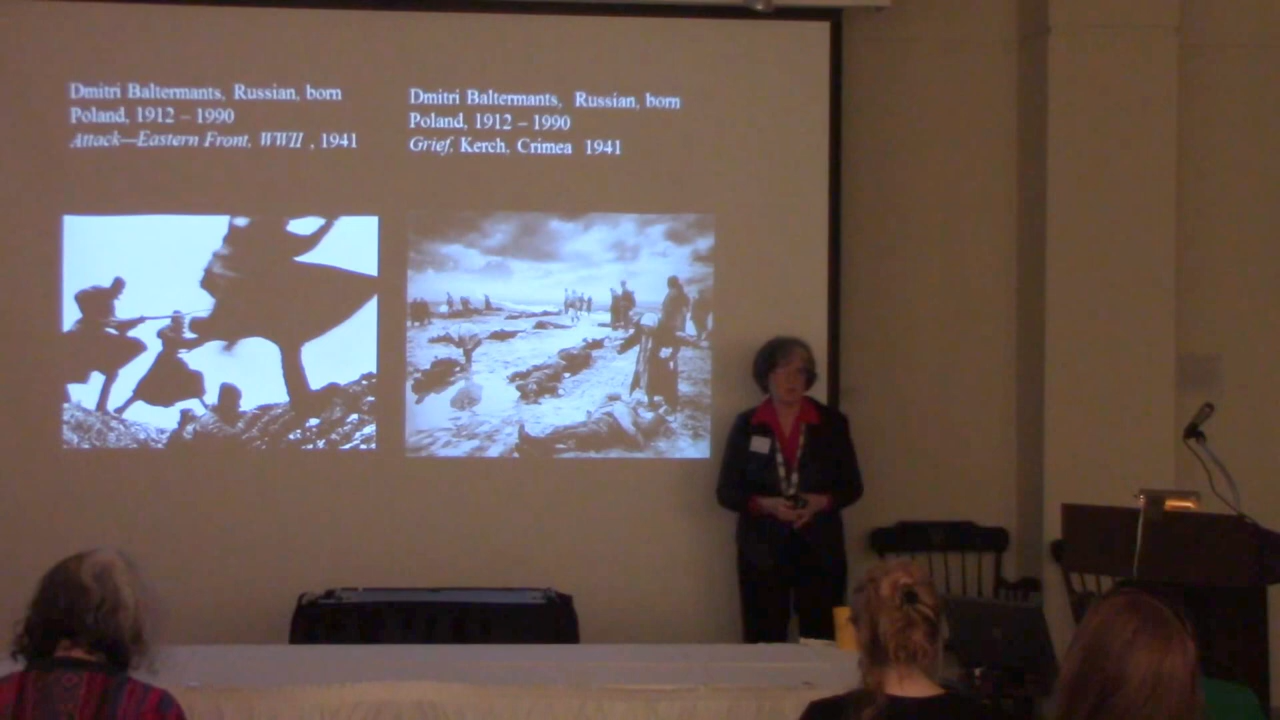 Dmitri Baltermants, Russian, born
Poland, 1912 – 1990
Attack—Eastern Front, WWII , 1941
Dmitri Baltermants, Russian, born
Poland, 1912 – 1990
Grief, Kerch, Crimea 1941